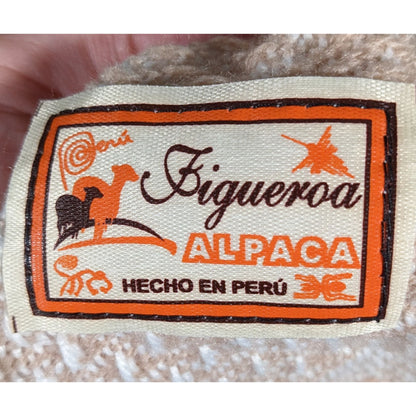 Perú
Figueroa
ALPACA
HECHO EN PERÚ